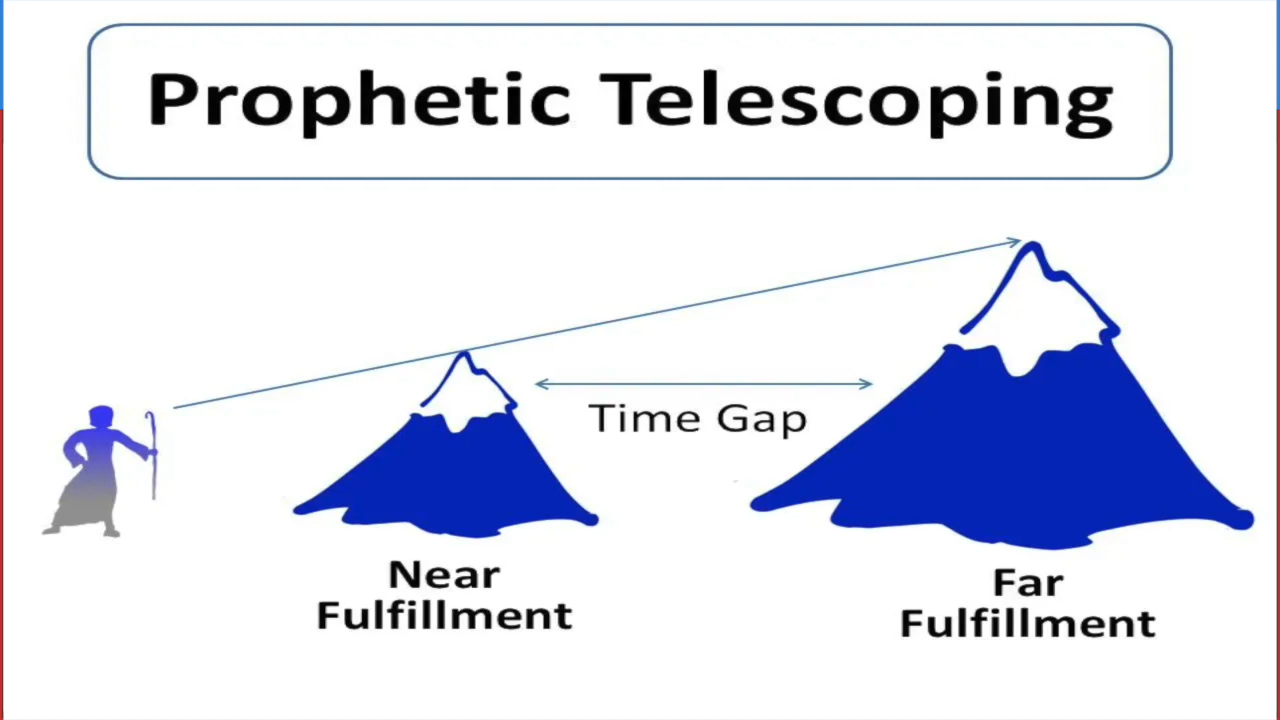 Prophetic Telescoping
Time Gap
Near
Fulfillment
Far
Fulfillment